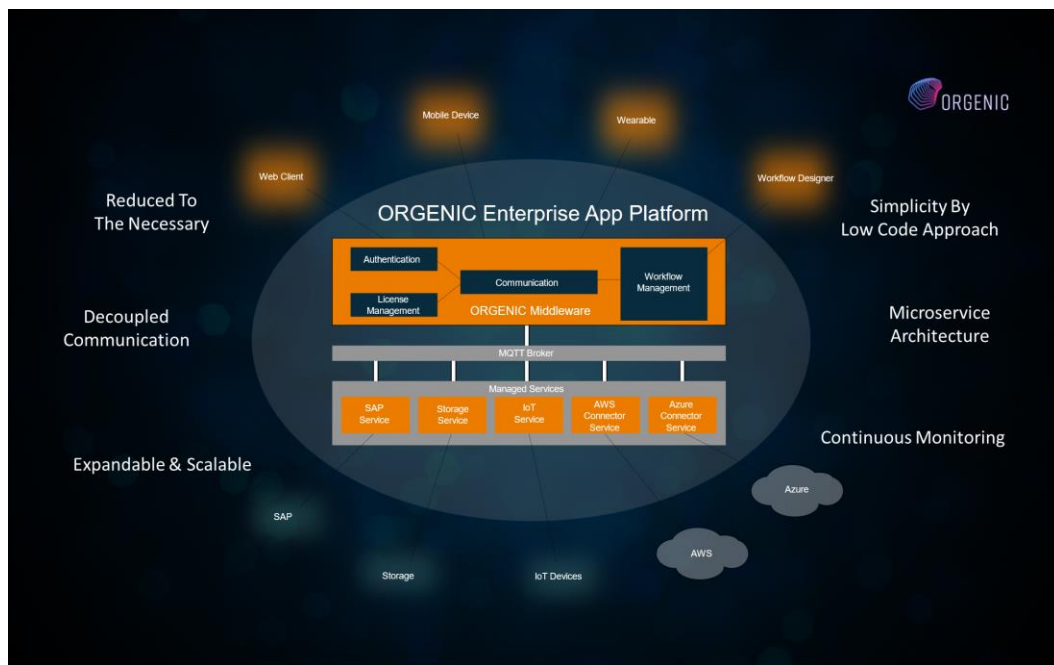 Mobile Device
Wearable
ORGENIC
Web Client
Workflow Designer
Reduced To
The Necessary
Simplicity By
Low Code Approach
ORGENIC Enterprise App Platform
Authentication
Communication
Workflow
Management
License
Management
ORGENIC Middleware
Decoupled
Communication
Microservice
Architecture
MQTT Broker
Managed Services
SAP
Service
Storage
Service
IoT
Service
AWS
Connector
Service
Azure
Connector
Service
Continuous Monitoring
Expandable & Scalable
Azure
SAP
AWS
Storage
IoT Devices